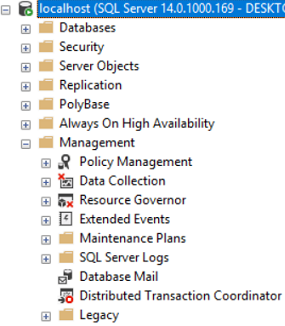 localhost (SQL Server 14.0.1000.169 - DESKTO
Databases
Security
Server Objects
Replication
PolyBase
Always On High Availability
Management
Policy Management
Data Collection
Resource Governor
Extended Events
Maintenance Plans
SQL Server Logs
Database Mail
Distributed Transaction Coordinator
Legacy